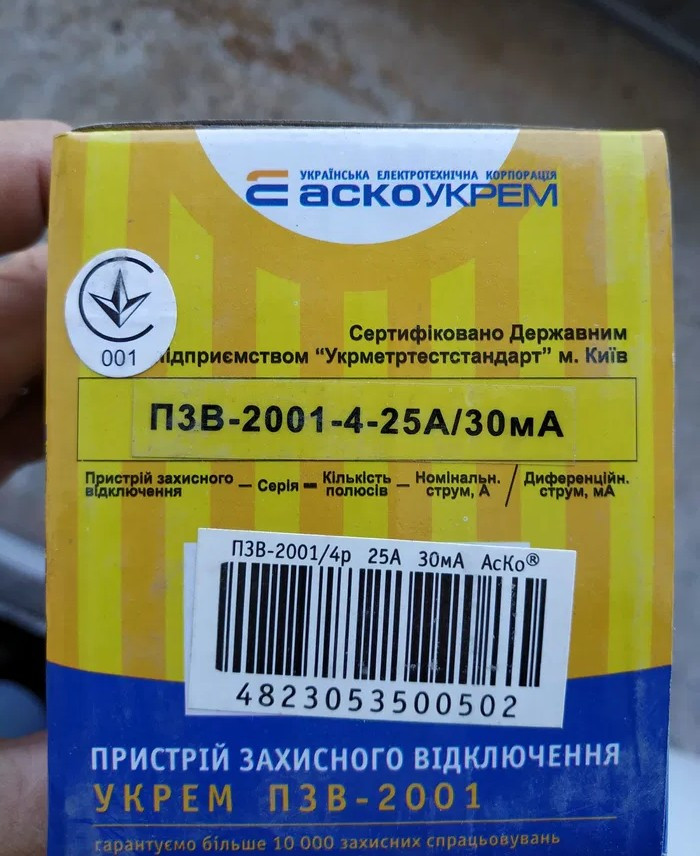 УКРАЇНСЬКА ЕЛЕКТРОТЕХНІЧНА КОРПОРАЦІЯ
аскоУКРЕМ
Сертифіковано Державним
підприємством “Укрметртестстандарт” м. Київ
001
ПЗВ-2001-4-25А/30мА
Пристрій захисного відключення — Серія — Кількість полюсів — Номінальн. струм, А / Диференційн. струм, мА
ПЗВ-2001/4р 25А 30мА АсКо®
4823053500502
ПРИСТРІЙ ЗАХИСНОГО ВІДКЛЮЧЕННЯ
УКРЕМ ПЗВ-2001
гарантуємо більше 10 000 захисних спрацьовувань